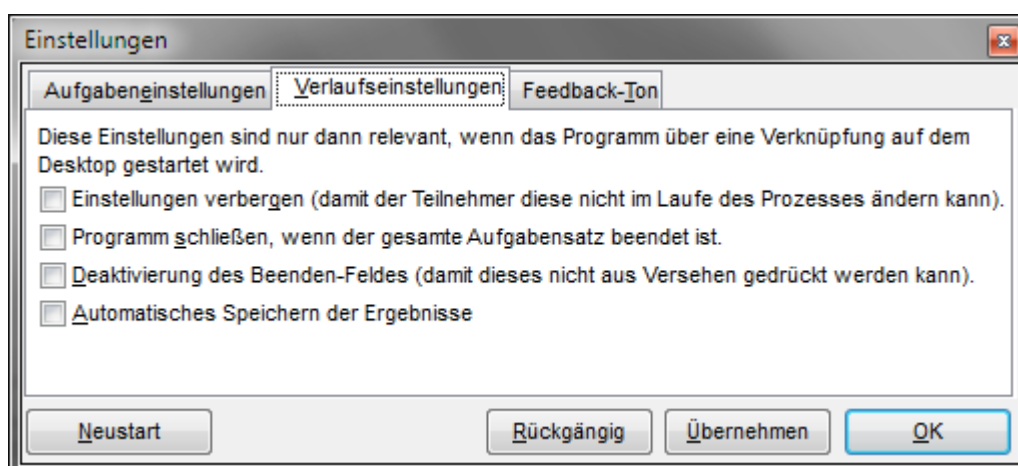 Einstellungen
Aufgabeneinstellungen Verlaufseinstellungen Feedback-Ton
Diese Einstellungen sind nur dann relevant, wenn das Programm über eine Verknüpfung auf dem
Desktop gestartet wird.
Einstellungen verbergen (damit der Teilnehmer diese nicht im Laufe des Prozesses ändern kann).
Programm schließen, wenn der gesamte Aufgabensatz beendet ist.
Deaktivierung des Beenden-Feldes (damit dieses nicht aus Versehen gedrückt werden kann).
Automatisches Speichern der Ergebnisse
Neustart Rückgängig Übernehmen OK